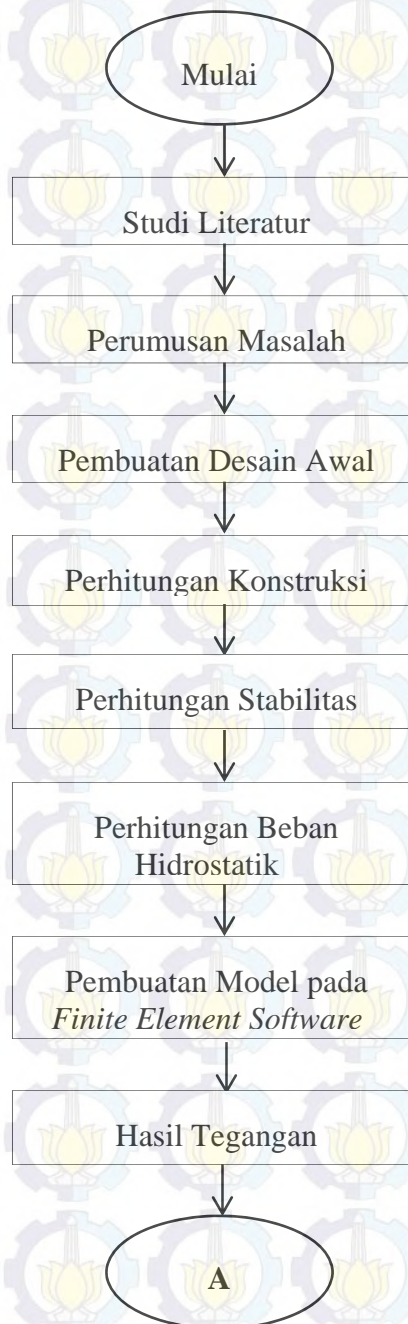 Mulai
Studi Literatur
Perumusan Masalah
Pembuatan Desain Awal
Perhitungan Konstruksi
Perhitungan Stabilitas
Perhitungan Beban
Hidrostatik
Pembuatan Model pada
Finite Element Software
Hasil Tegangan
A